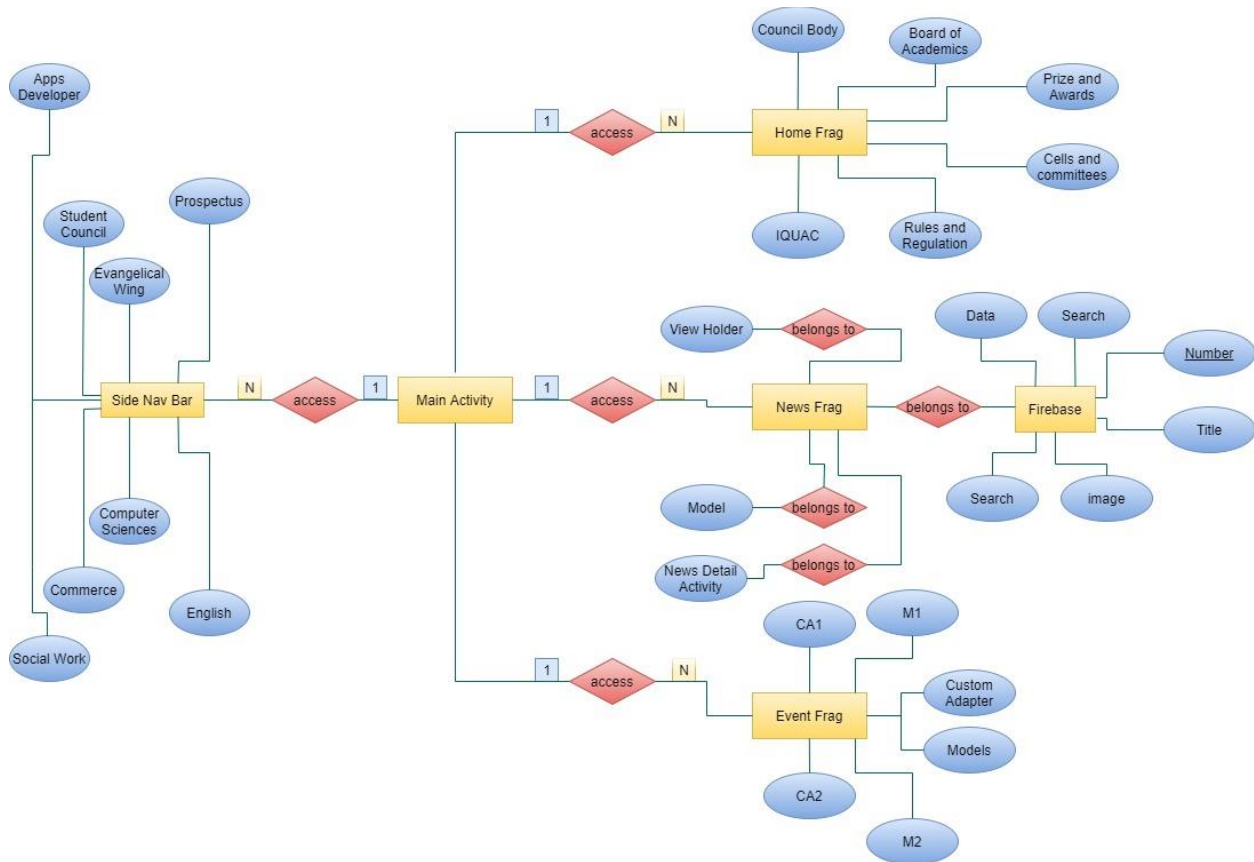 Council Body
Board of
Academics
Apps
Developer
Prize and
Awards
1
access
N
Home Frag
Cells and
committees
Prospectus
Student
Council
IQUAC
Rules and
Regulation
Evangelical
Wing
View Holder
belongs to
Data
Search
Number
Side Nav Bar
N
access
1
Main Activity
1
access
N
News Frag
belongs to
Firebase
Title
Model
belongs to
Search
image
Computer
Sciences
News Detail
Activity
belongs to
Commerce
English
CA1
M1
Social Work
1
access
N
Custom
Adapter
Event Frag
Models
CA2
M2